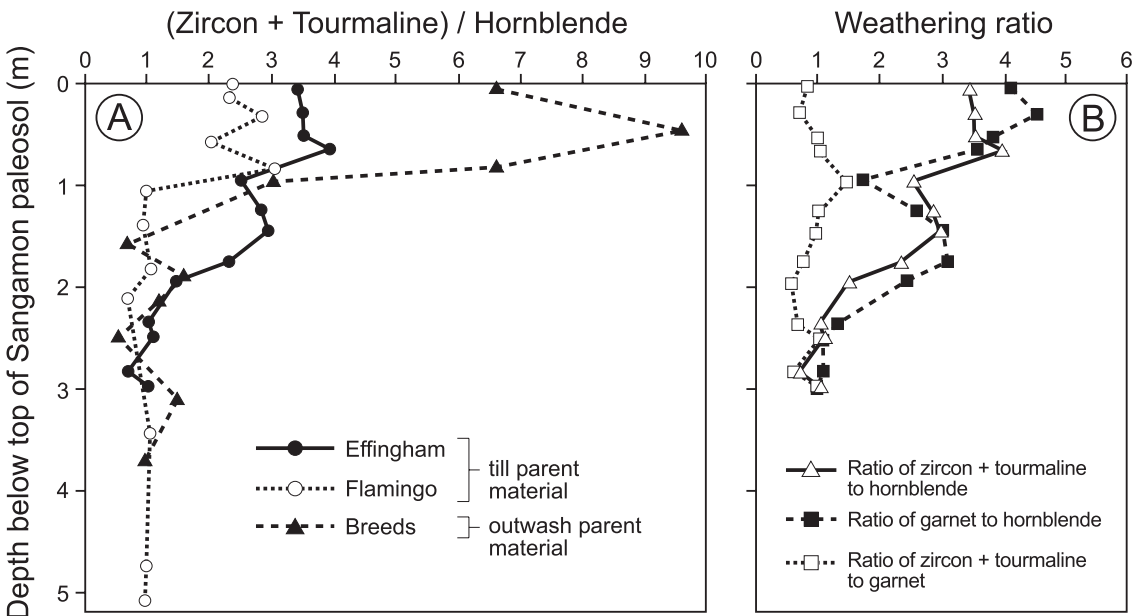 (Zircon + Tourmaline) / Hornblende
0 1 2 3 4 5 6 7 8 9 10
Depth below top of Sangamon paleosol (m)
0
1
2
3
4
5
A
Effingham
Flamingo
till parent
material
Breeds
outwash parent
material
Weathering ratio
0 1 2 3 4 5 6
B
Ratio of zircon + tourmaline
to hornblende
Ratio of garnet to hornblende
Ratio of zircon + tourmaline
to garnet